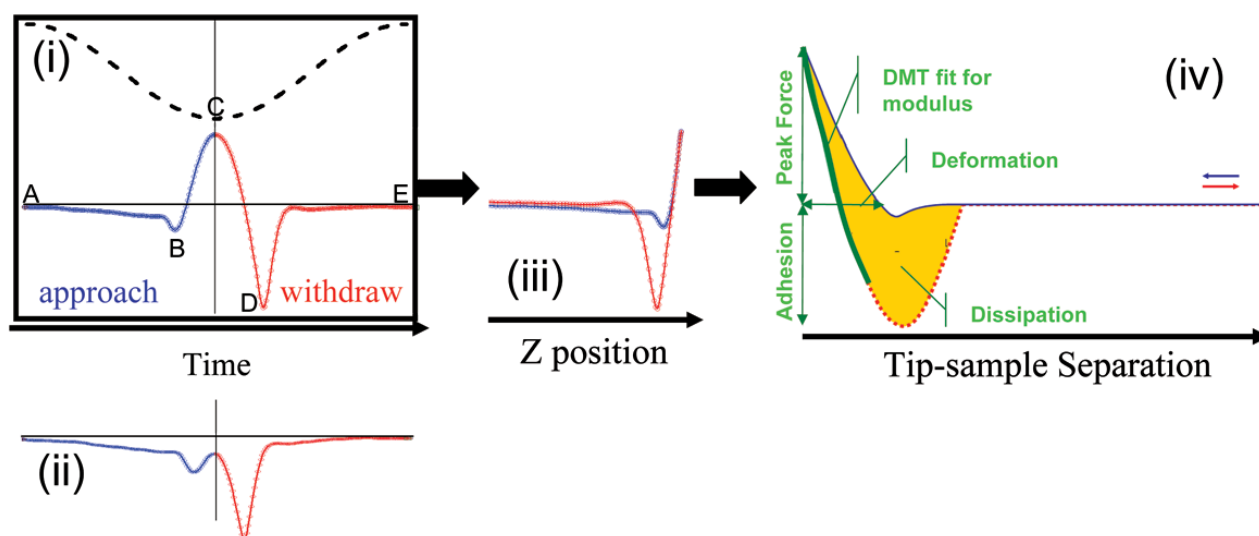 (i)
C
A
E
B
D
approach
withdraw
Time
(ii)
(iii)
Z position
(iv)
Peak Force
Adhesion
DMT fit for
modulus
Deformation
Dissipation
Tip-sample Separation